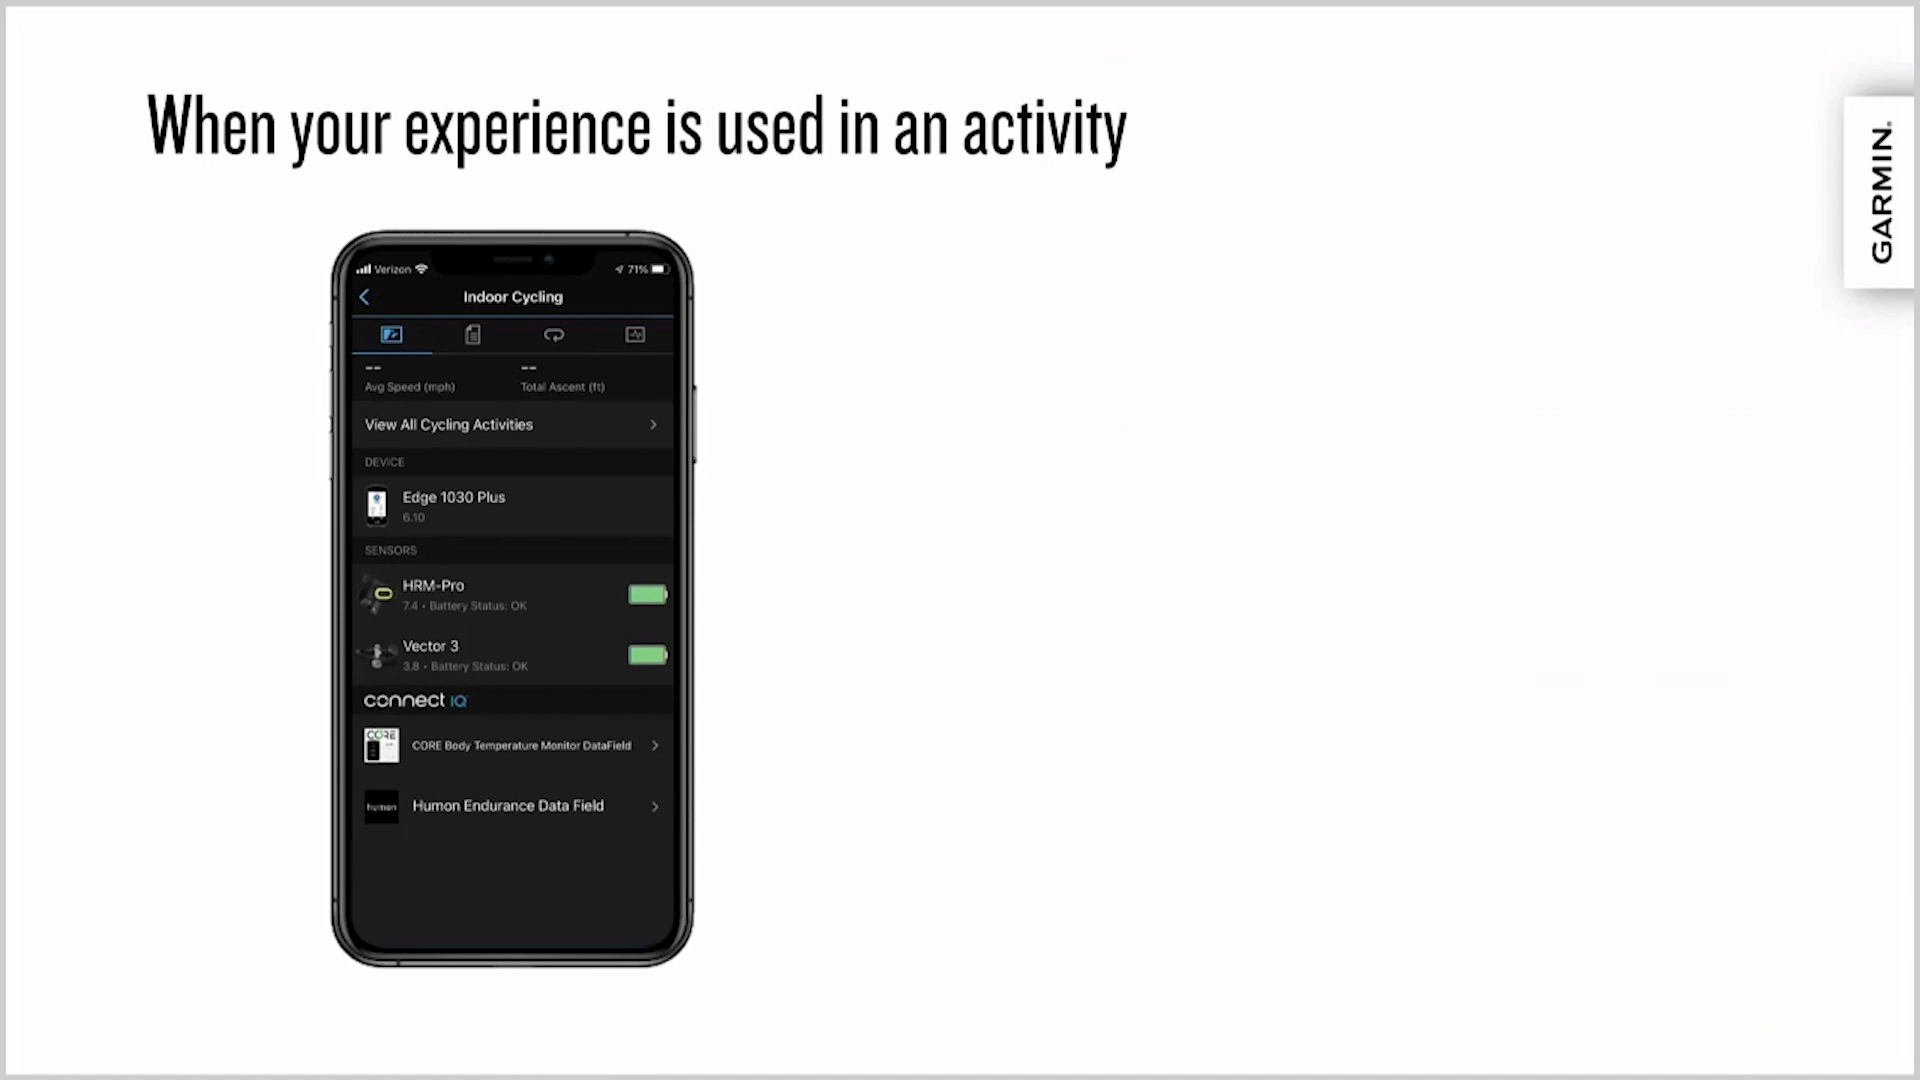 When your experience is used in an activity
GARMIN
Verizon 71%
Indoor Cycling
-- --
Avg Speed (mph) Total Ascent (ft)
View All Cycling Activities
DEVICE
Edge 1030 Plus
6.10
SENSORS
HRM-Pro
7.4 • Battery Status: OK
Vector 3
3.8 • Battery Status: OK
connect IQ
CORE
CORE Body Temperature Monitor DataField
humon
Humon Endurance Data Field